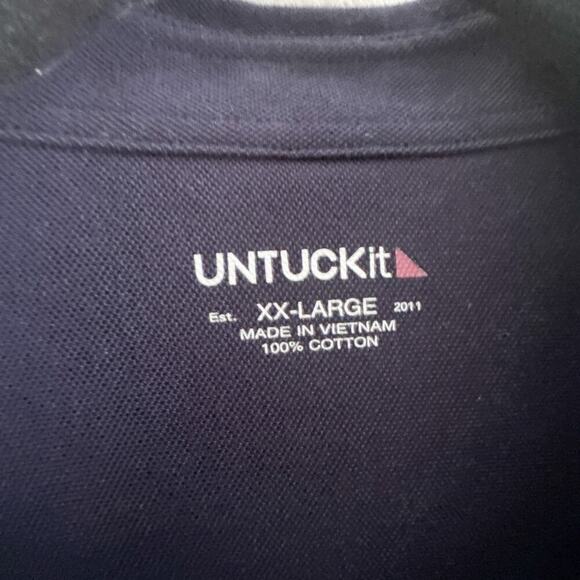 UNTUCKit
Est. XX-LARGE 2011
MADE IN VIETNAM
100% COTTON